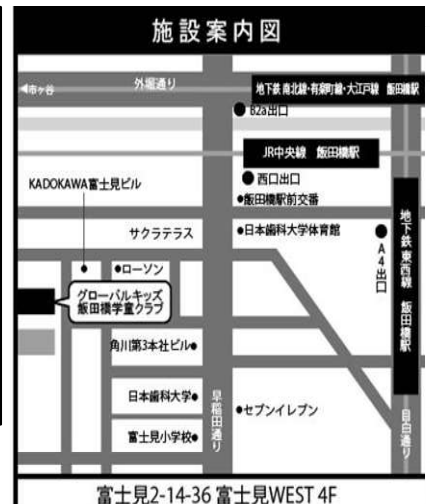 施設案内図
◀市ヶ谷
外堀通り
地下鉄 南北線・有楽町線・大江戸線 飯田橋駅
B2a出口
JR中央線 飯田橋駅
西口出口
飯田橋駅前交番
KADOKAWA富士見ビル
サクラテラス
日本歯科大学体育館
A4出口
地下鉄 東西線 飯田橋駅
ローソン
グローバルキッズ
飯田橋学童クラブ
角川第3本社ビル
日本歯科大学
富士見小学校
早稲田通り
セブンイレブン
目白通り
富士見2-14-36 富士見WEST 4F